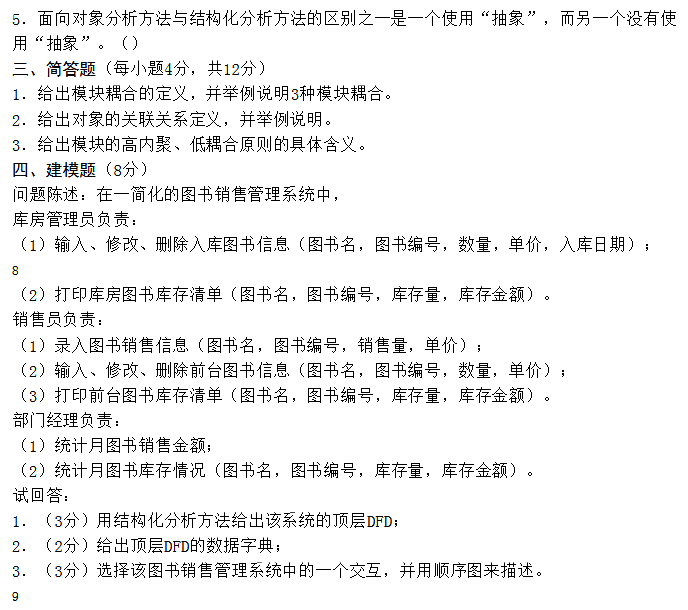 5．面向对象分析方法与结构化分析方法的区别之一是一个使用“抽象”，而另一个没有使
用“抽象”。（）
三、简答题（每小题4分，共12分）
1．给出模块耦合的定义，并举例说明3种模块耦合。
2．给出对象的关联关系定义，并举例说明。
3．给出模块的高内聚、低耦合原则的具体含义。
四、建模题（8分）
问题陈述：在一简化的图书销售管理系统中，
库房管理员负责：
（1）输入、修改、删除入库图书信息（图书名，图书编号，数量，单价，入库日期）；
8
（2）打印库房图书库存清单（图书名，图书编号，库存量，库存金额）。
销售员负责：
（1）录入图书销售信息（图书名，图书编号，销售量，单价）；
（2）输入、修改、删除前台图书信息（图书名，图书编号，数量，单价）；
（3）打印前台图书库存清单（图书名，图书编号，库存量，库存金额）。
部门经理负责：
（1）统计月图书销售金额；
（2）统计月图书库存情况（图书名，图书编号，库存量，库存金额）。
试回答：
1．（3分）用结构化分析方法给出该系统的顶层DFD；
2．（2分）给出顶层DFD的数据字典；
3．（3分）选择该图书销售管理系统中的一个交互，并用顺序图来描述。
9